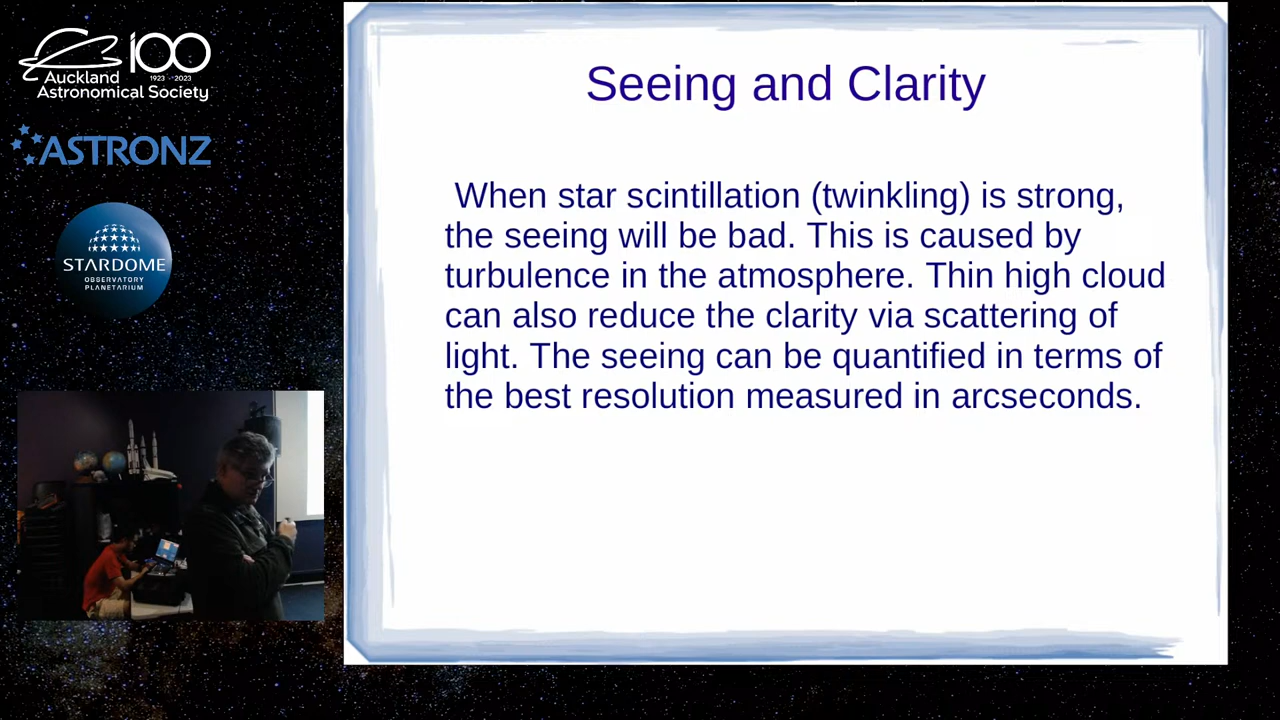 100
1923 2023
Auckland
Astronomical Society
ASTRONZ
STARDOME
OBSERVATORY
PLANETARIUM
Seeing and Clarity
When star scintillation (twinkling) is strong,
the seeing will be bad. This is caused by
turbulence in the atmosphere. Thin high cloud
can also reduce the clarity via scattering of
light. The seeing can be quantified in terms of
the best resolution measured in arcseconds.